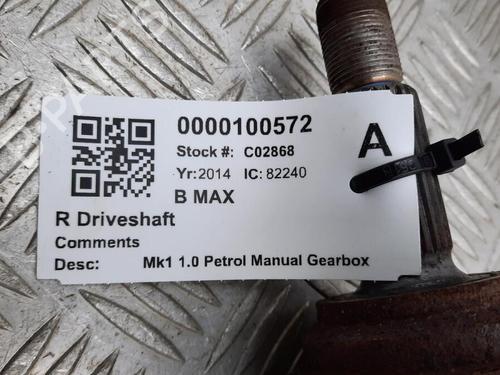 0000100572
Stock #: C02868
A
Yr: 2014 IC: 82240
B MAX
R Driveshaft
Comments
Desc: Mk1 1.0 Petrol Manual Gearbox